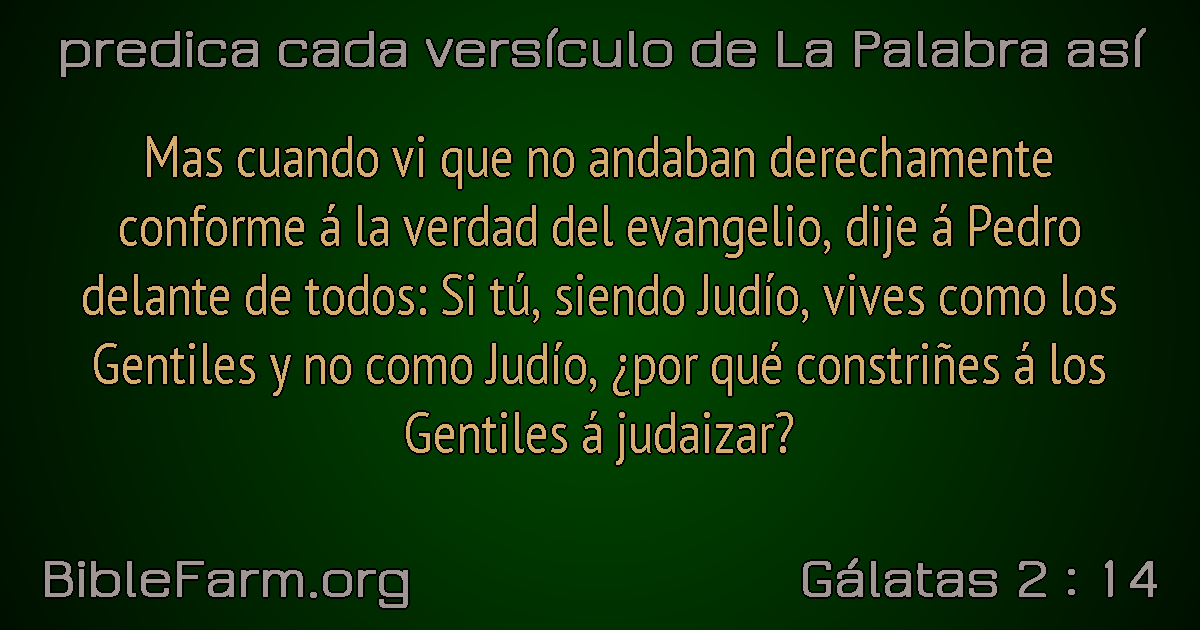 predica cada versículo de La Palabra así
Mas cuando vi que no andaban derechamente
conforme á la verdad del evangelio, dije á Pedro
delante de todos: Si tú, siendo Judío, vives como los
Gentiles y no como Judío, ¿por qué constriñes á los
Gentiles á judaizar?
BibleFarm.org
Gálatas 2 : 14